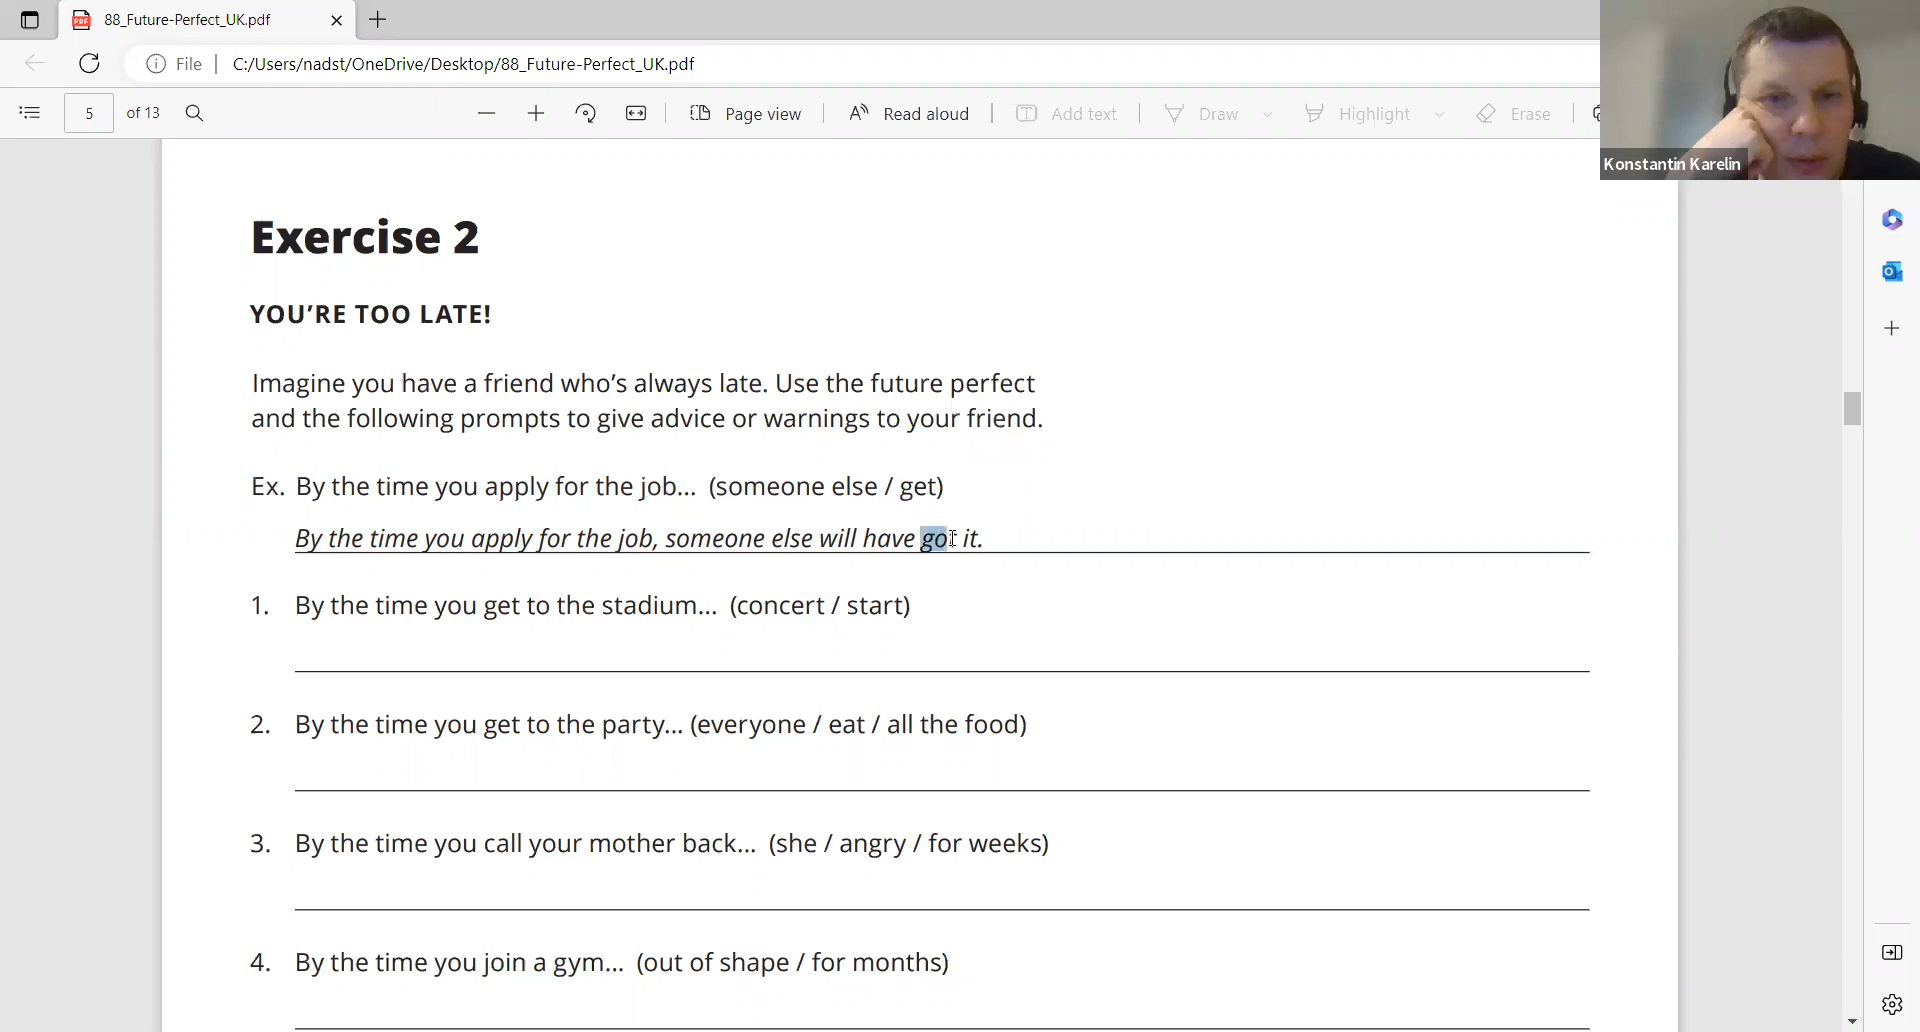 88_Future-Perfect_UK.pdf
File | C:/Users/nadst/OneDrive/Desktop/88_Future-Perfect_UK.pdf
5 of 13 Page view Read aloud Add text Draw Highlight Erase
Konstantin Karelin
Exercise 2
YOU'RE TOO LATE!
Imagine you have a friend who's always late. Use the future perfect
and the following prompts to give advice or warnings to your friend.
Ex. By the time you apply for the job... (someone else / get)
By the time you apply for the job, someone else will have got it.
1. By the time you get to the stadium... (concert / start)
2. By the time you get to the party... (everyone / eat / all the food)
3. By the time you call your mother back... (she / angry / for weeks)
4. By the time you join a gym... (out of shape / for months)